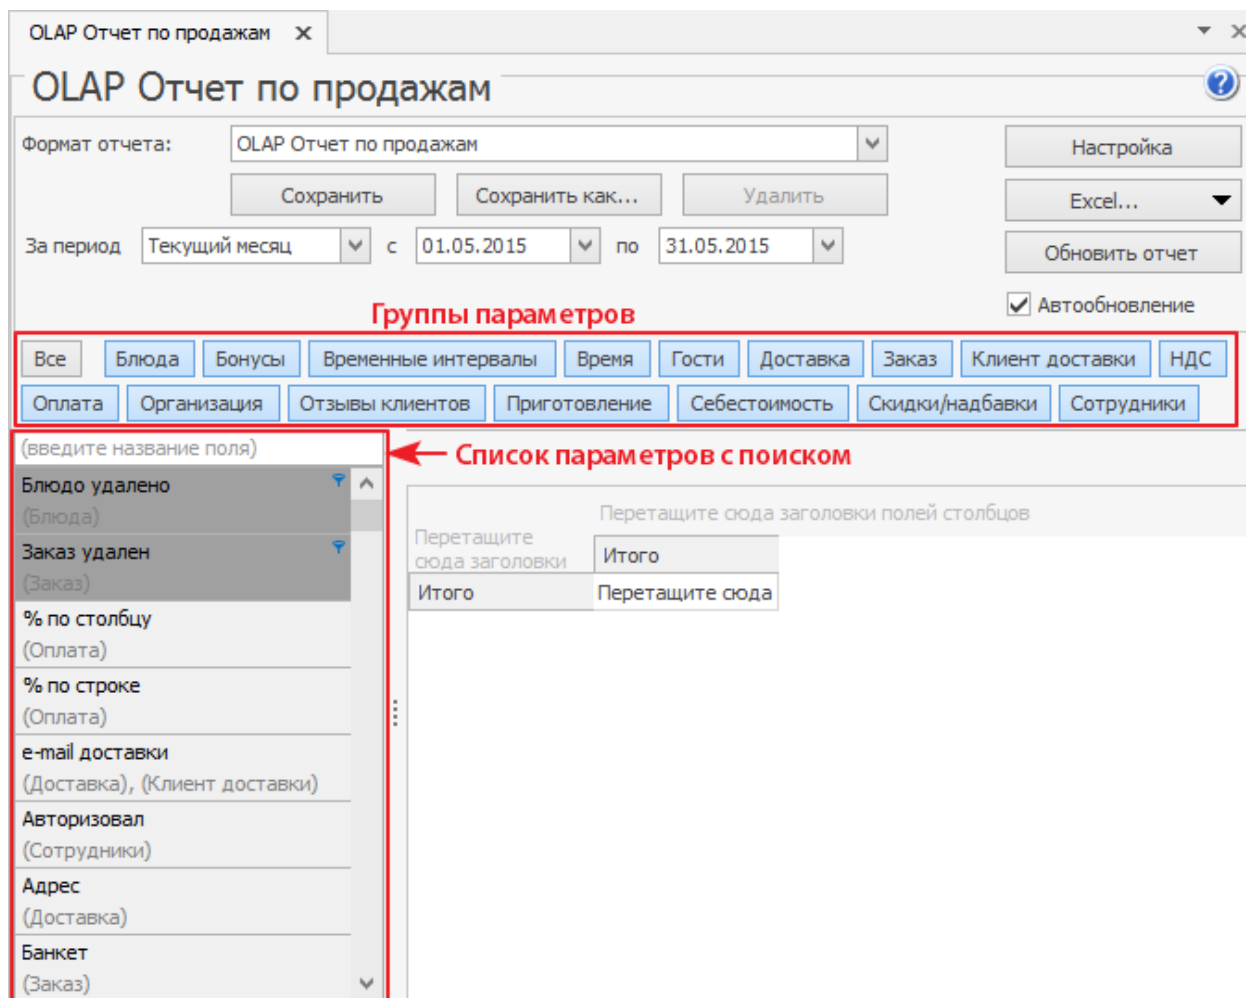 OLAP Отчет по продажам
OLAP Отчет по продажам
Формат отчета: OLAP Отчет по продажам Настройка
Сохранить Сохранить как... Удалить Excel...
За период Текущий месяц с 01.05.2015 по 31.05.2015 Обновить отчет
Автообновление
Группы параметров
Все Блюда Бонусы Временные интервалы Время Гости Доставка Заказ Клиент доставки НДС
Оплата Организация Отзывы клиентов Приготовление Себестоимость Скидки/надбавки Сотрудники
(введите название поля)
Список параметров с поиском
Блюдо удалено
(Блюда)
Заказ удален
(Заказ)
% по столбцу
(Оплата)
% по строке
(Оплата)
e-mail доставки
(Доставка), (Клиент доставки)
Авторизовал
(Сотрудники)
Адрес
(Доставка)
Банкет
(Заказ)
Перетащите сюда заголовки полей столбцов
Перетащите
сюда заголовки
Итого
Итого Перетащите сюда